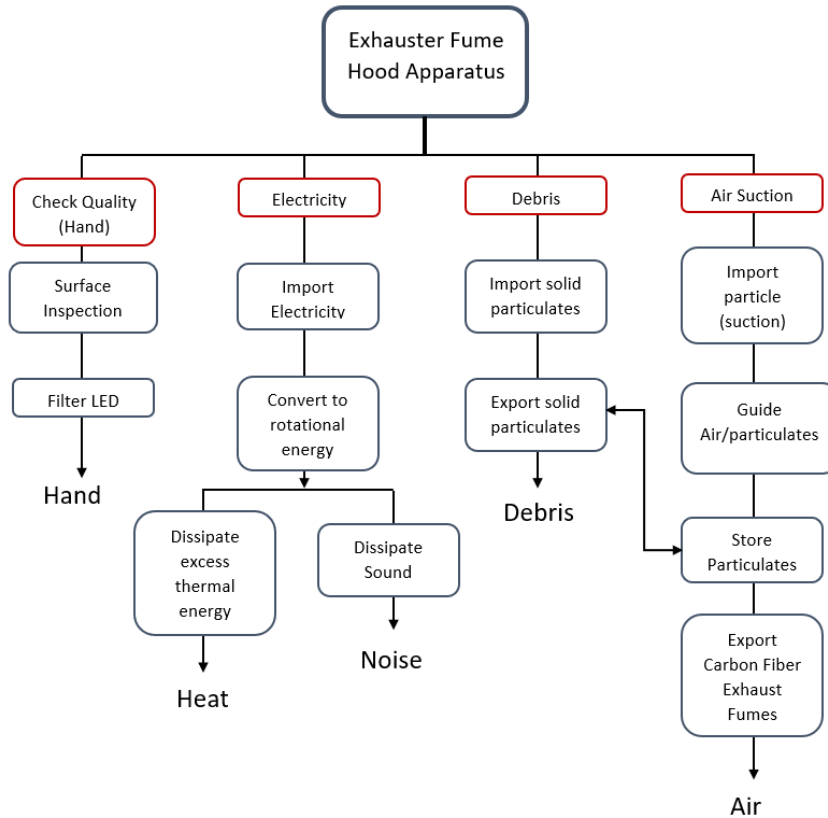 Exhauster Fume
Hood Apparatus
Check Quality
(Hand)
Electricity
Debris
Air Suction
Surface
Inspection
Import
Electricity
Import solid
particulates
Import
particle
(suction)
Filter LED
Convert to
rotational
energy
Export solid
particulates
Guide
Air/particulates
Hand
Debris
Dissipate
excess
thermal
energy
Dissipate
Sound
Store
Particulates
Heat
Noise
Export
Carbon Fiber
Exhaust
Fumes
Air